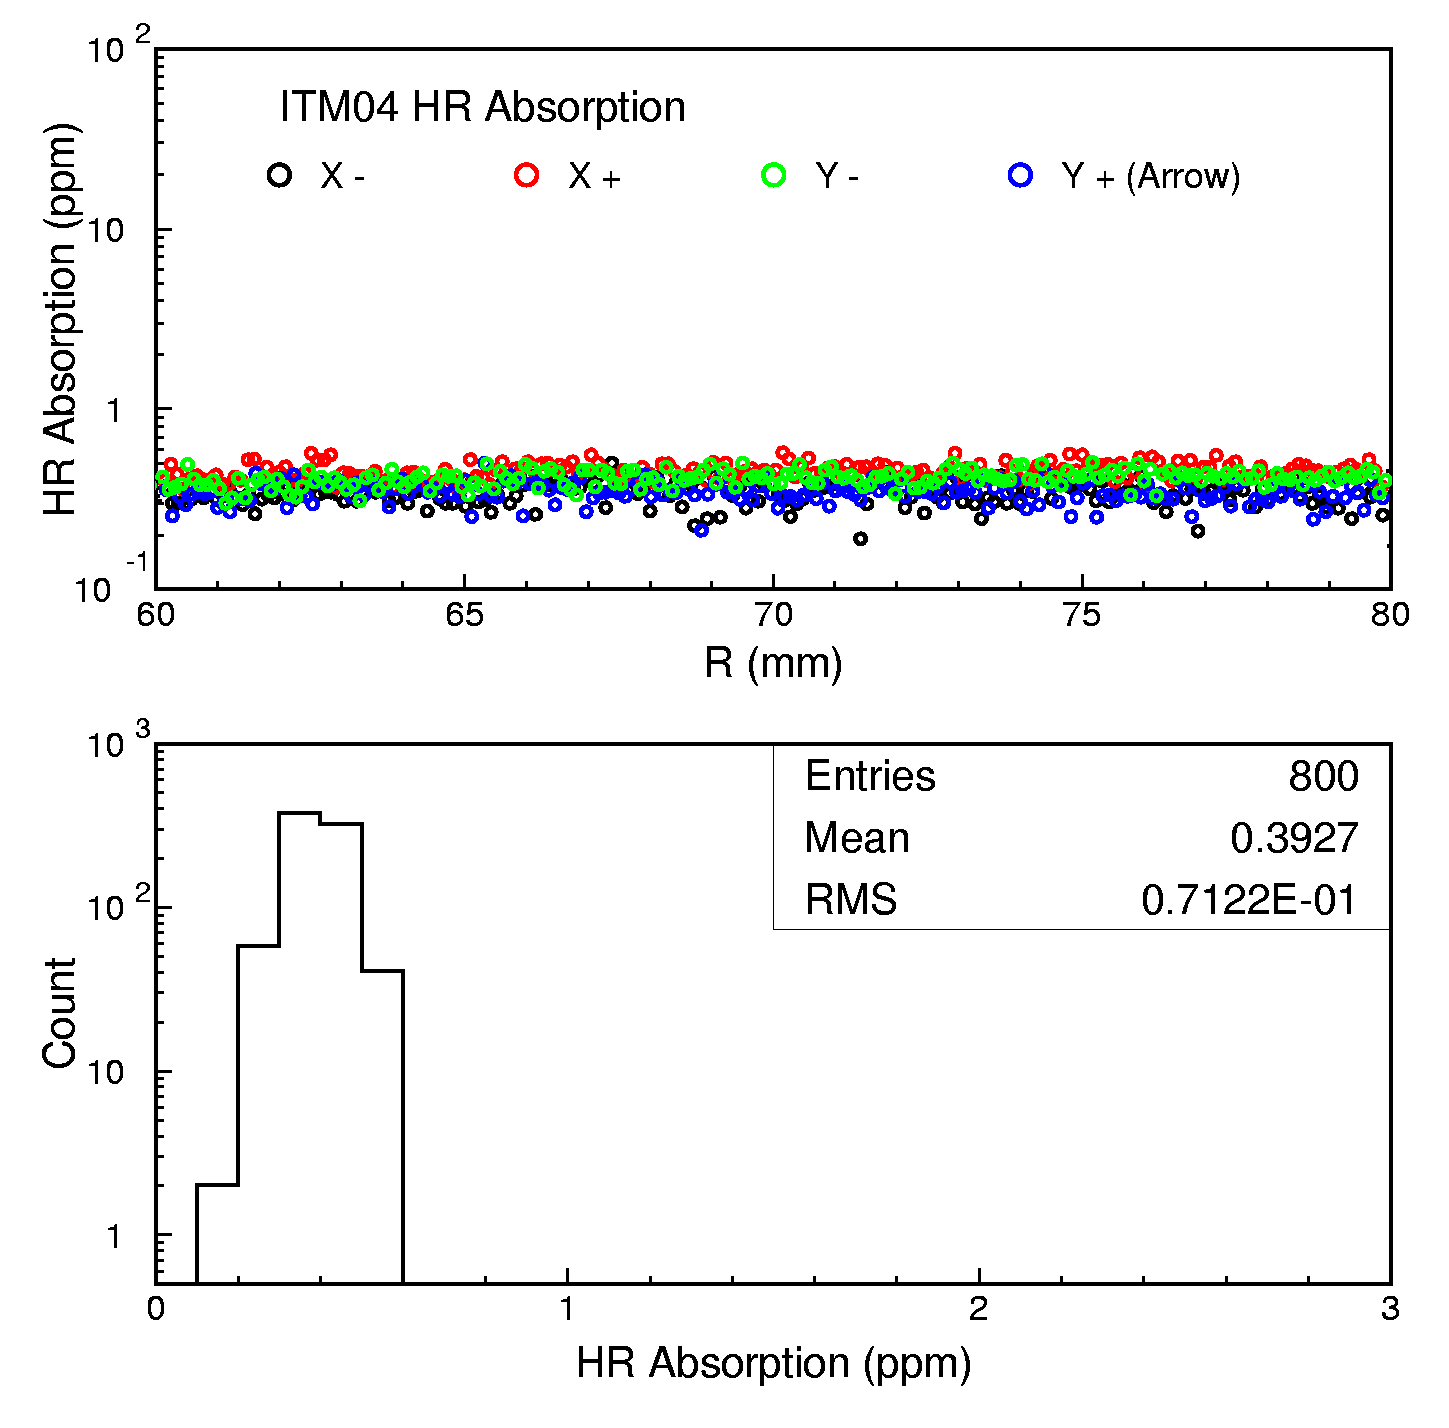 10 2
ITM04 HR Absorption
X -
X +
Y -
Y + (Arrow)
10
1
10 -1
HR Absorption (ppm)
60 65 70 75 80
R (mm)
10 3
10 2
10
1
Count
Entries 800
Mean 0.3927
RMS 0.7122E-01
0 1 2 3
HR Absorption (ppm)